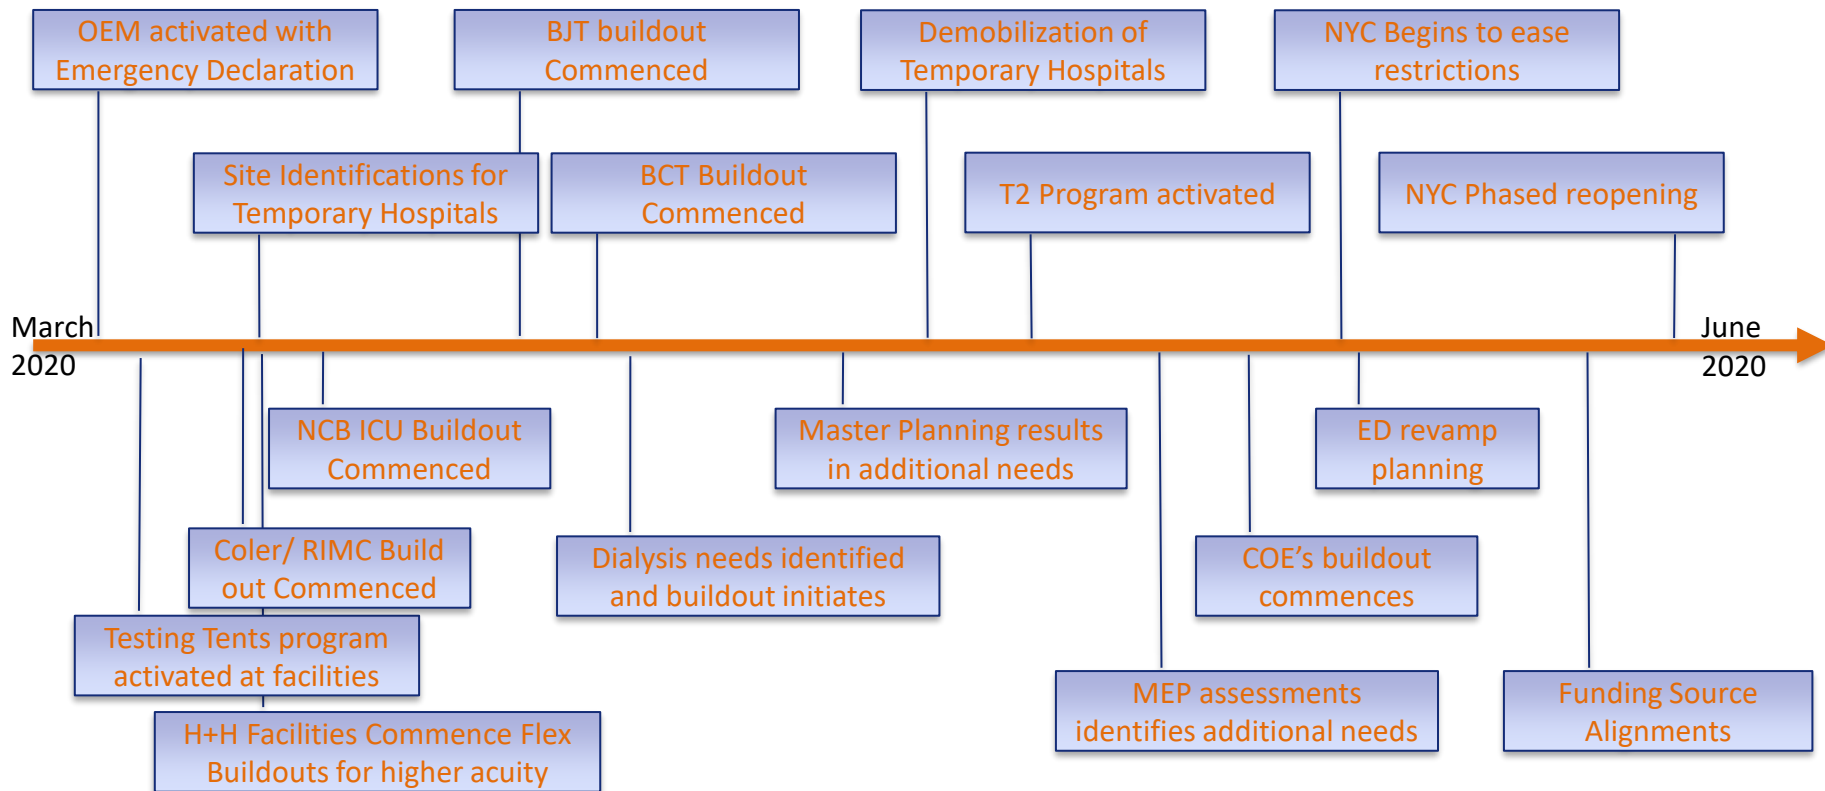 OEM activated with
Emergency Declaration
BJT buildout
Commenced
Demobilization of
Temporary Hospitals
NYC Begins to ease
restrictions
Site Identifications for
Temporary Hospitals
BCT Buildout
Commenced
T2 Program activated
NYC Phased reopening
March
2020
June
2020
NCB ICU Buildout
Commenced
Master Planning results
in additional needs
ED revamp
planning
Coler/ RIMC Build
out Commenced
Dialysis needs identified
and buildout initiates
COE’s buildout
commences
Testing Tents program
activated at facilities
MEP assessments
identifies additional needs
Funding Source
Alignments
H+H Facilities Commence Flex
Buildouts for higher acuity